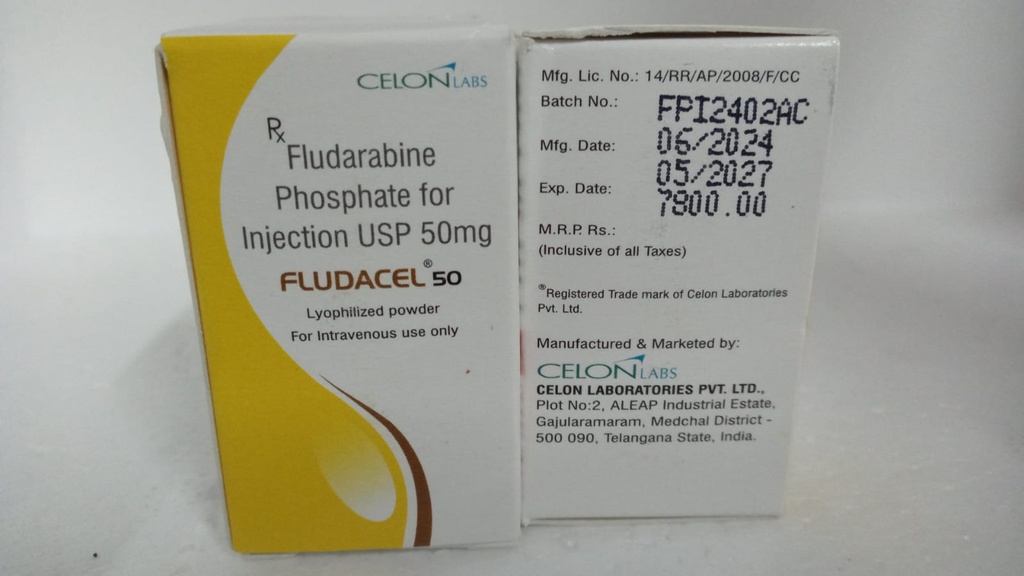 CELON LABS
Rx
Fludarabine
Phosphate for
Injection USP 50mg
FLUDACEL® 50
Lyophilized powder
For Intravenous use only
Mfg. Lic. No.: 14/RR/AP/2008/F/CC
Batch No.: FPI2402AC
Mfg. Date: 06/2024
Exp. Date: 05/2027
M.R.P. Rs.: 7800.00
(Inclusive of all Taxes)
®Registered Trade mark of Celon Laboratories
Pvt. Ltd.
Manufactured & Marketed by:
CELON LABS
CELON LABORATORIES PVT. LTD.,
Plot No:2, ALEAP Industrial Estate,
Gajularamaram, Medchal District -
500 090, Telangana State, India.